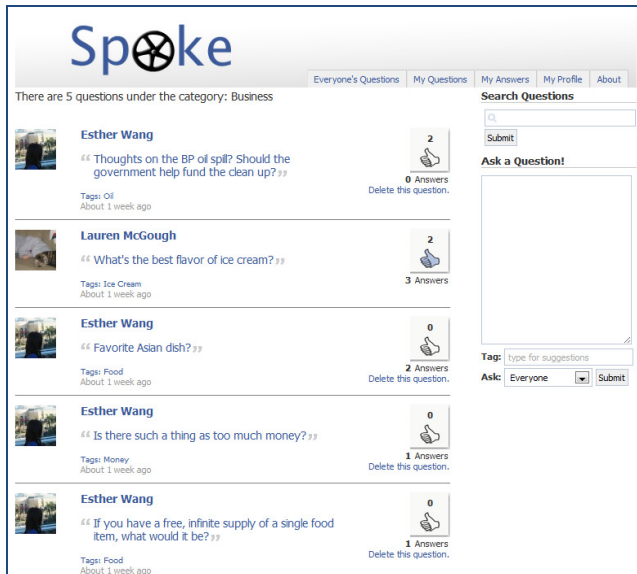 Spoke
Everyone's Questions My Questions My Answers My Profile About
There are 5 questions under the category: Business
Esther Wang
“ Thoughts on the BP oil spill? Should the
government help fund the clean up? ”
Tags: Oil
About 1 week ago
2
0 Answers
Delete this question.
Lauren McGough
“ What's the best flavor of ice cream? ”
Tags: Ice Cream
About 1 week ago
2
3 Answers
Esther Wang
“ Favorite Asian dish? ”
Tags: Food
About 1 week ago
0
2 Answers
Delete this question.
Esther Wang
“ Is there such a thing as too much money? ”
Tags: Money
About 1 week ago
0
1 Answers
Delete this question.
Esther Wang
“ If you have a free, infinite supply of a single food
item, what would it be? ”
Tags: Food
About 1 week ago
0
1 Answers
Delete this question.
Search Questions
Submit
Ask a Question!
Tag: type for suggestions
Ask: Everyone Submit